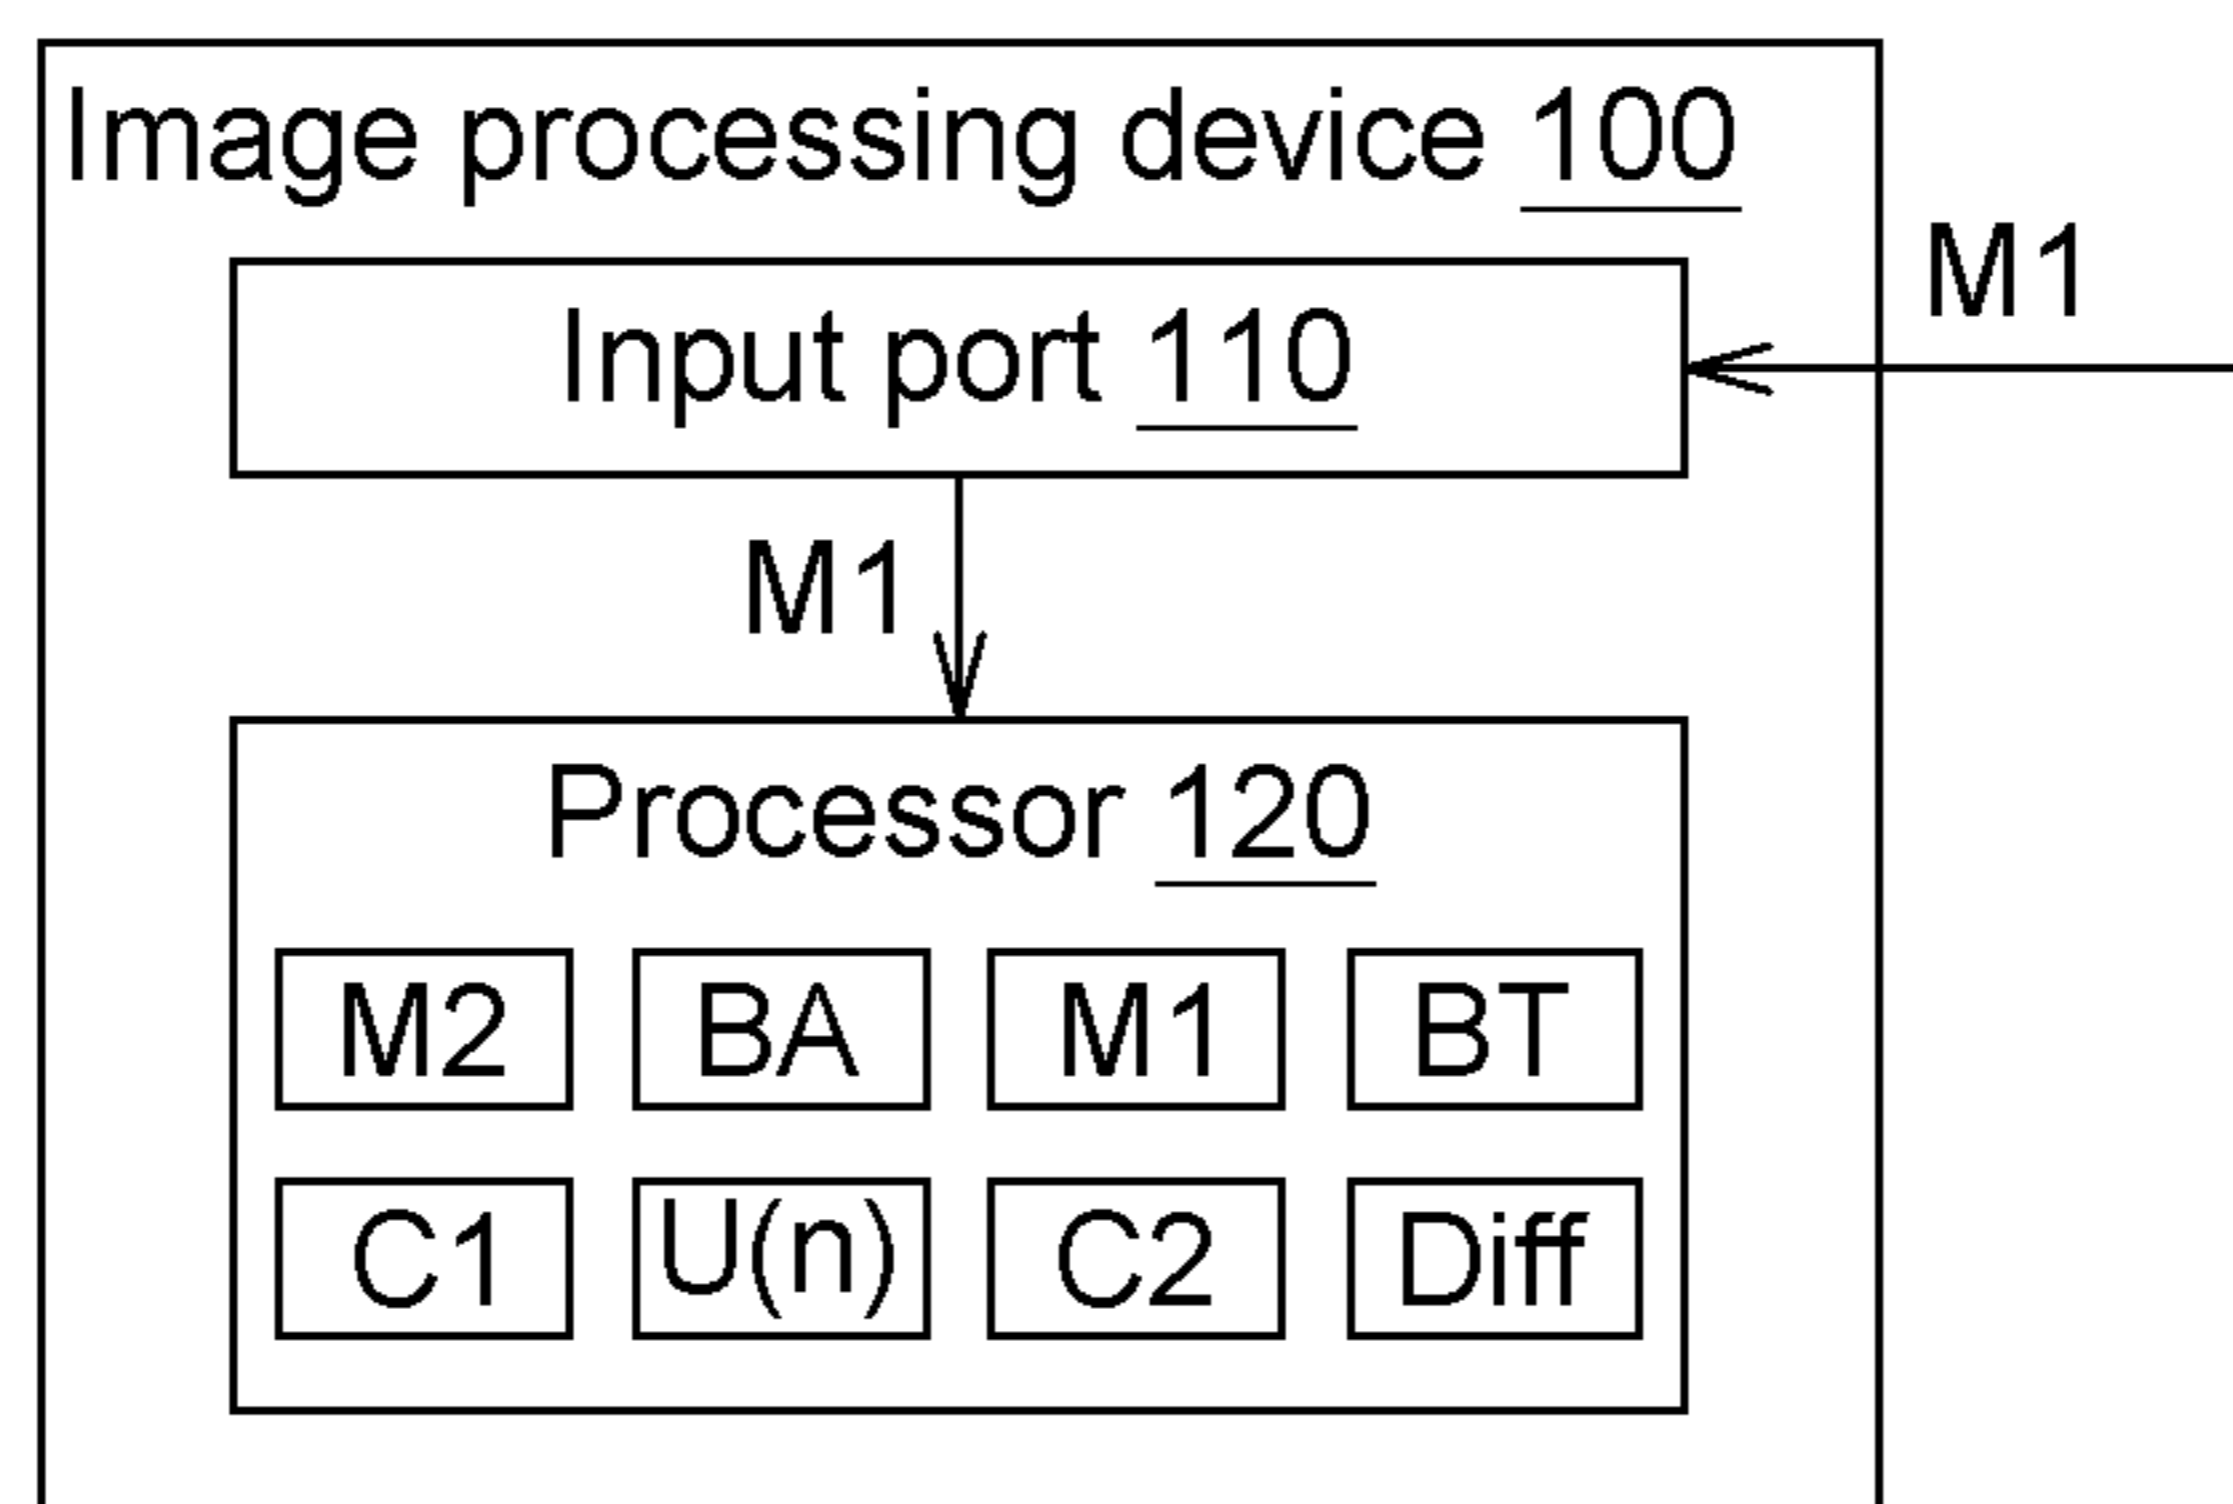 Image processing device 100
M1
Input port 110
M1
Processor 120
M2 BA M1 BT
C1 U(n) C2 Diff